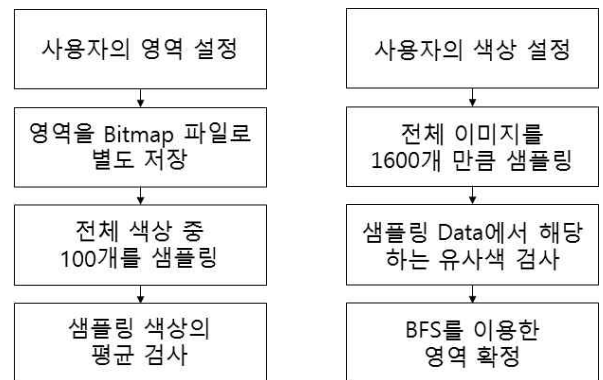 사용자의 영역 설정
영역을 Bitmap 파일로
별도 저장
전체 색상 중
100개를 샘플링
샘플링 색상의
평균 검사
사용자의 색상 설정
전체 이미지를
1600개 만큼 샘플링
샘플링 Data에서 해당
하는 유사색 검사
BFS를 이용한
영역 확정